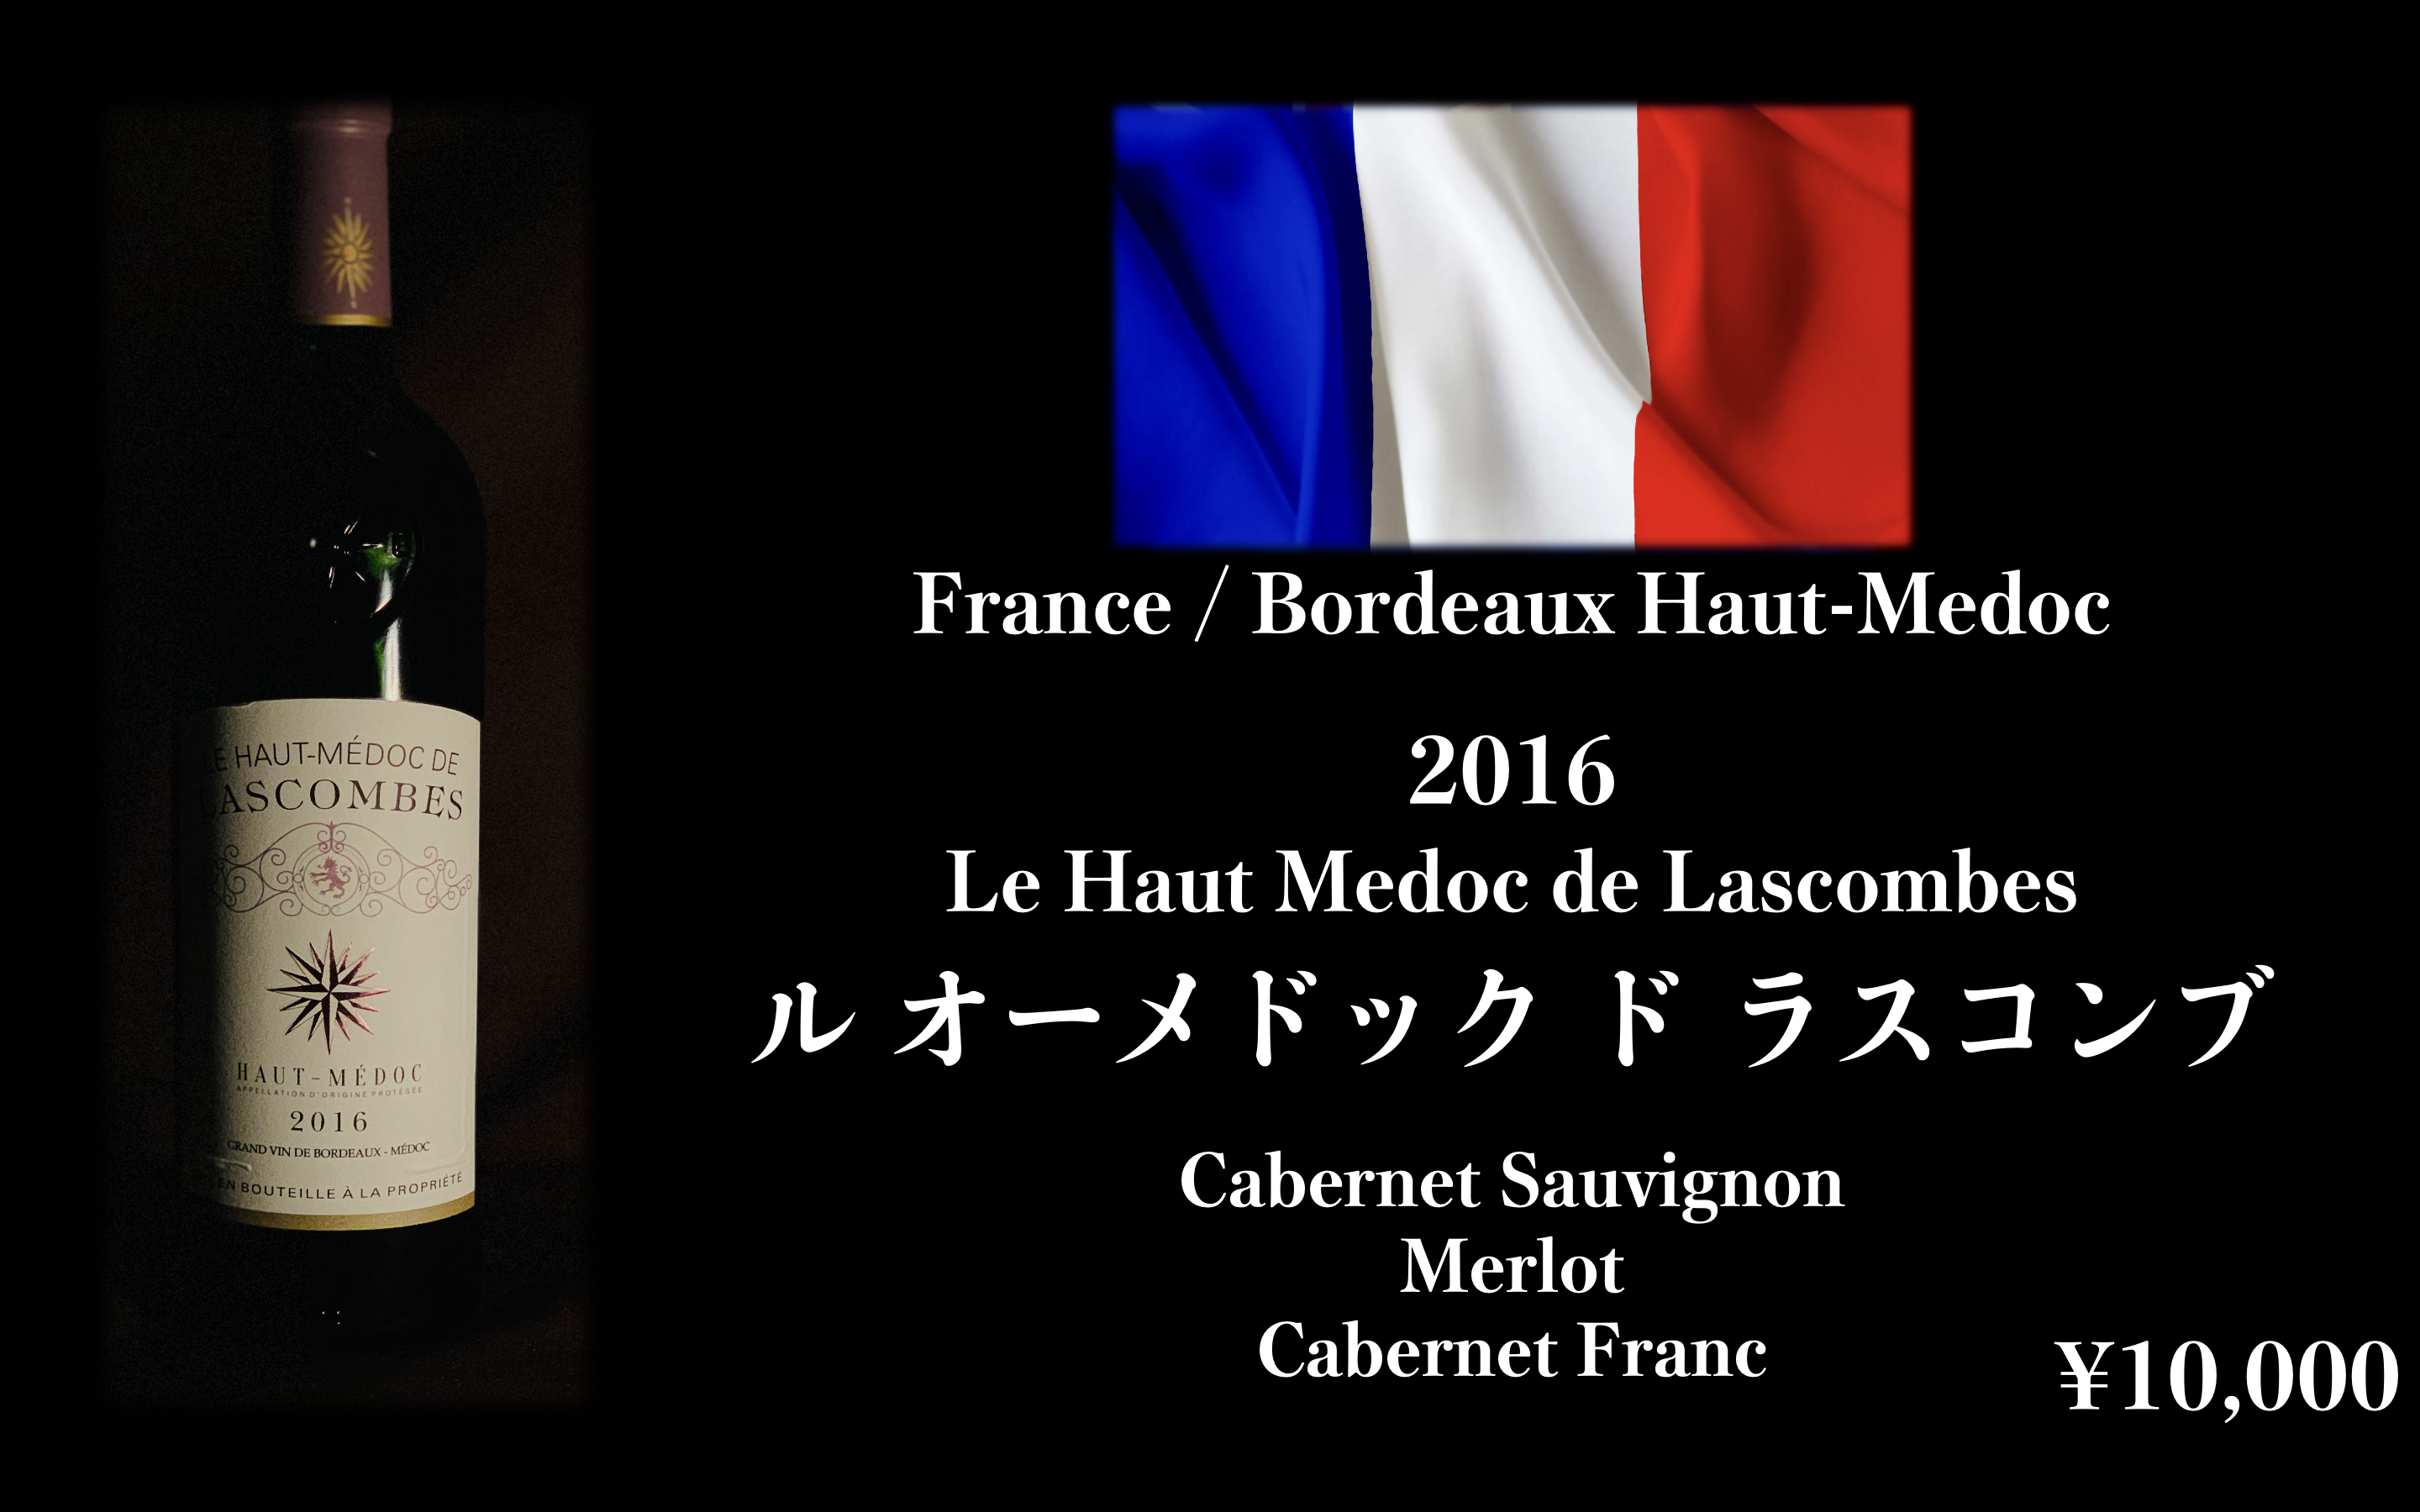 LE HAUT-MÉDOC DE
LASCOMBES
HAUT-MÉDOC
APPELLATION D'ORIGINE PROTÉGÉE
2016
GRAND VIN DE BORDEAUX - MÉDOC
EN BOUTEILLE À LA PROPRIÉTÉ
France / Bordeaux Haut-Medoc
2016
Le Haut Medoc de Lascombes
ル オーメドック ド ラスコンブ
Cabernet Sauvignon
Merlot
Cabernet Franc
¥10,000